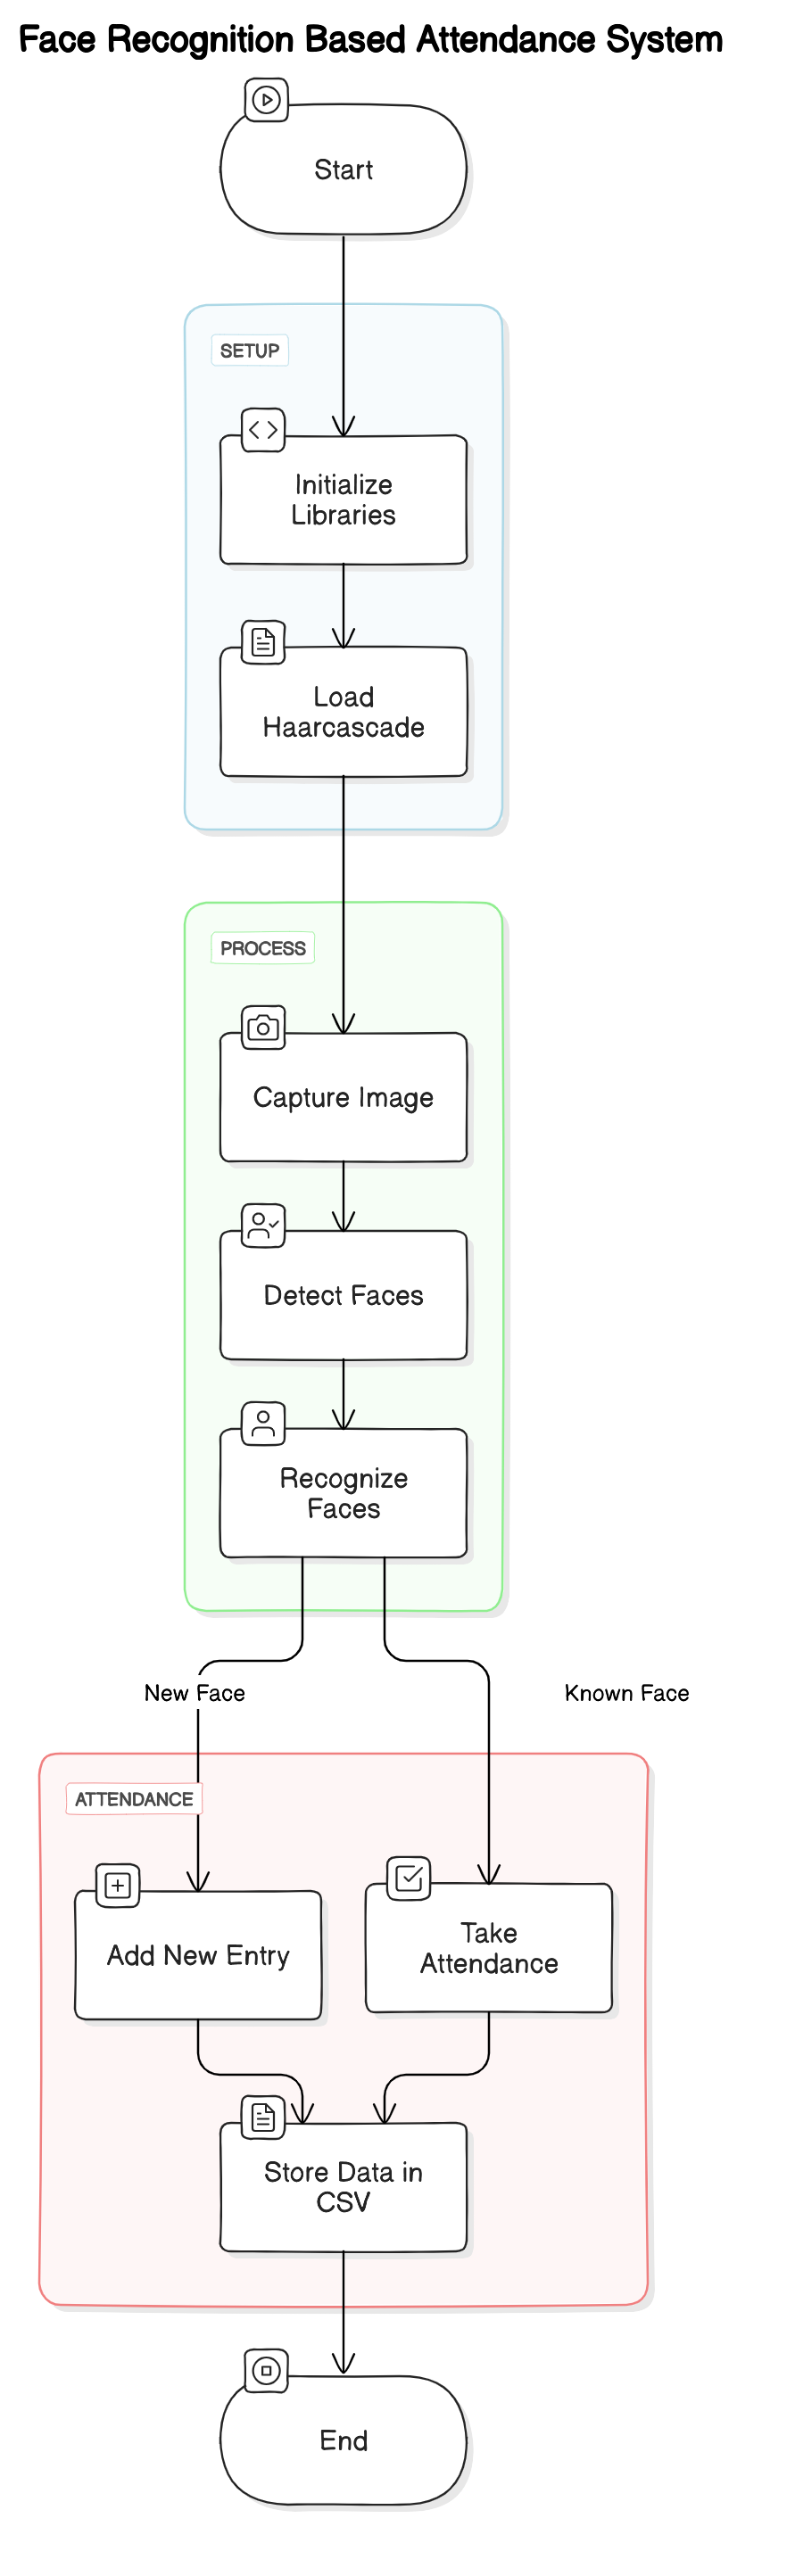 Face Recognition Based Attendance System
Start
SETUP
Initialize
Libraries
Load
Haarcascade
PROCESS
Capture Image
Detect Faces
Recognize
Faces
New Face
Known Face
ATTENDANCE
Add New Entry
Take
Attendance
Store Data in
CSV
End